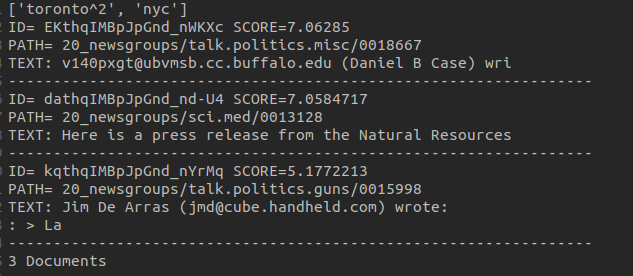 ['toronto^2', 'nyc']
ID= EKthqIMBpJpGnd_nWKXc SCORE=7.06285
PATH= 20_newsgroups/talk.politics.misc/0018667
TEXT: v140pxgt@ubvmsb.cc.buffalo.edu (Daniel B Case) wri
-----------------------------------------------------------------
ID= dathqIMBpJpGnd_nd-U4 SCORE=7.0584717
PATH= 20_newsgroups/sci.med/0013128
TEXT: Here is a press release from the Natural Resources
-----------------------------------------------------------------
ID= kqthqIMBpJpGnd_nYrMq SCORE=5.1772213
PATH= 20_newsgroups/talk.politics.guns/0015998
TEXT: Jim De Arras (jmd@cube.handheld.com) wrote:
: > La
-----------------------------------------------------------------
3 Documents